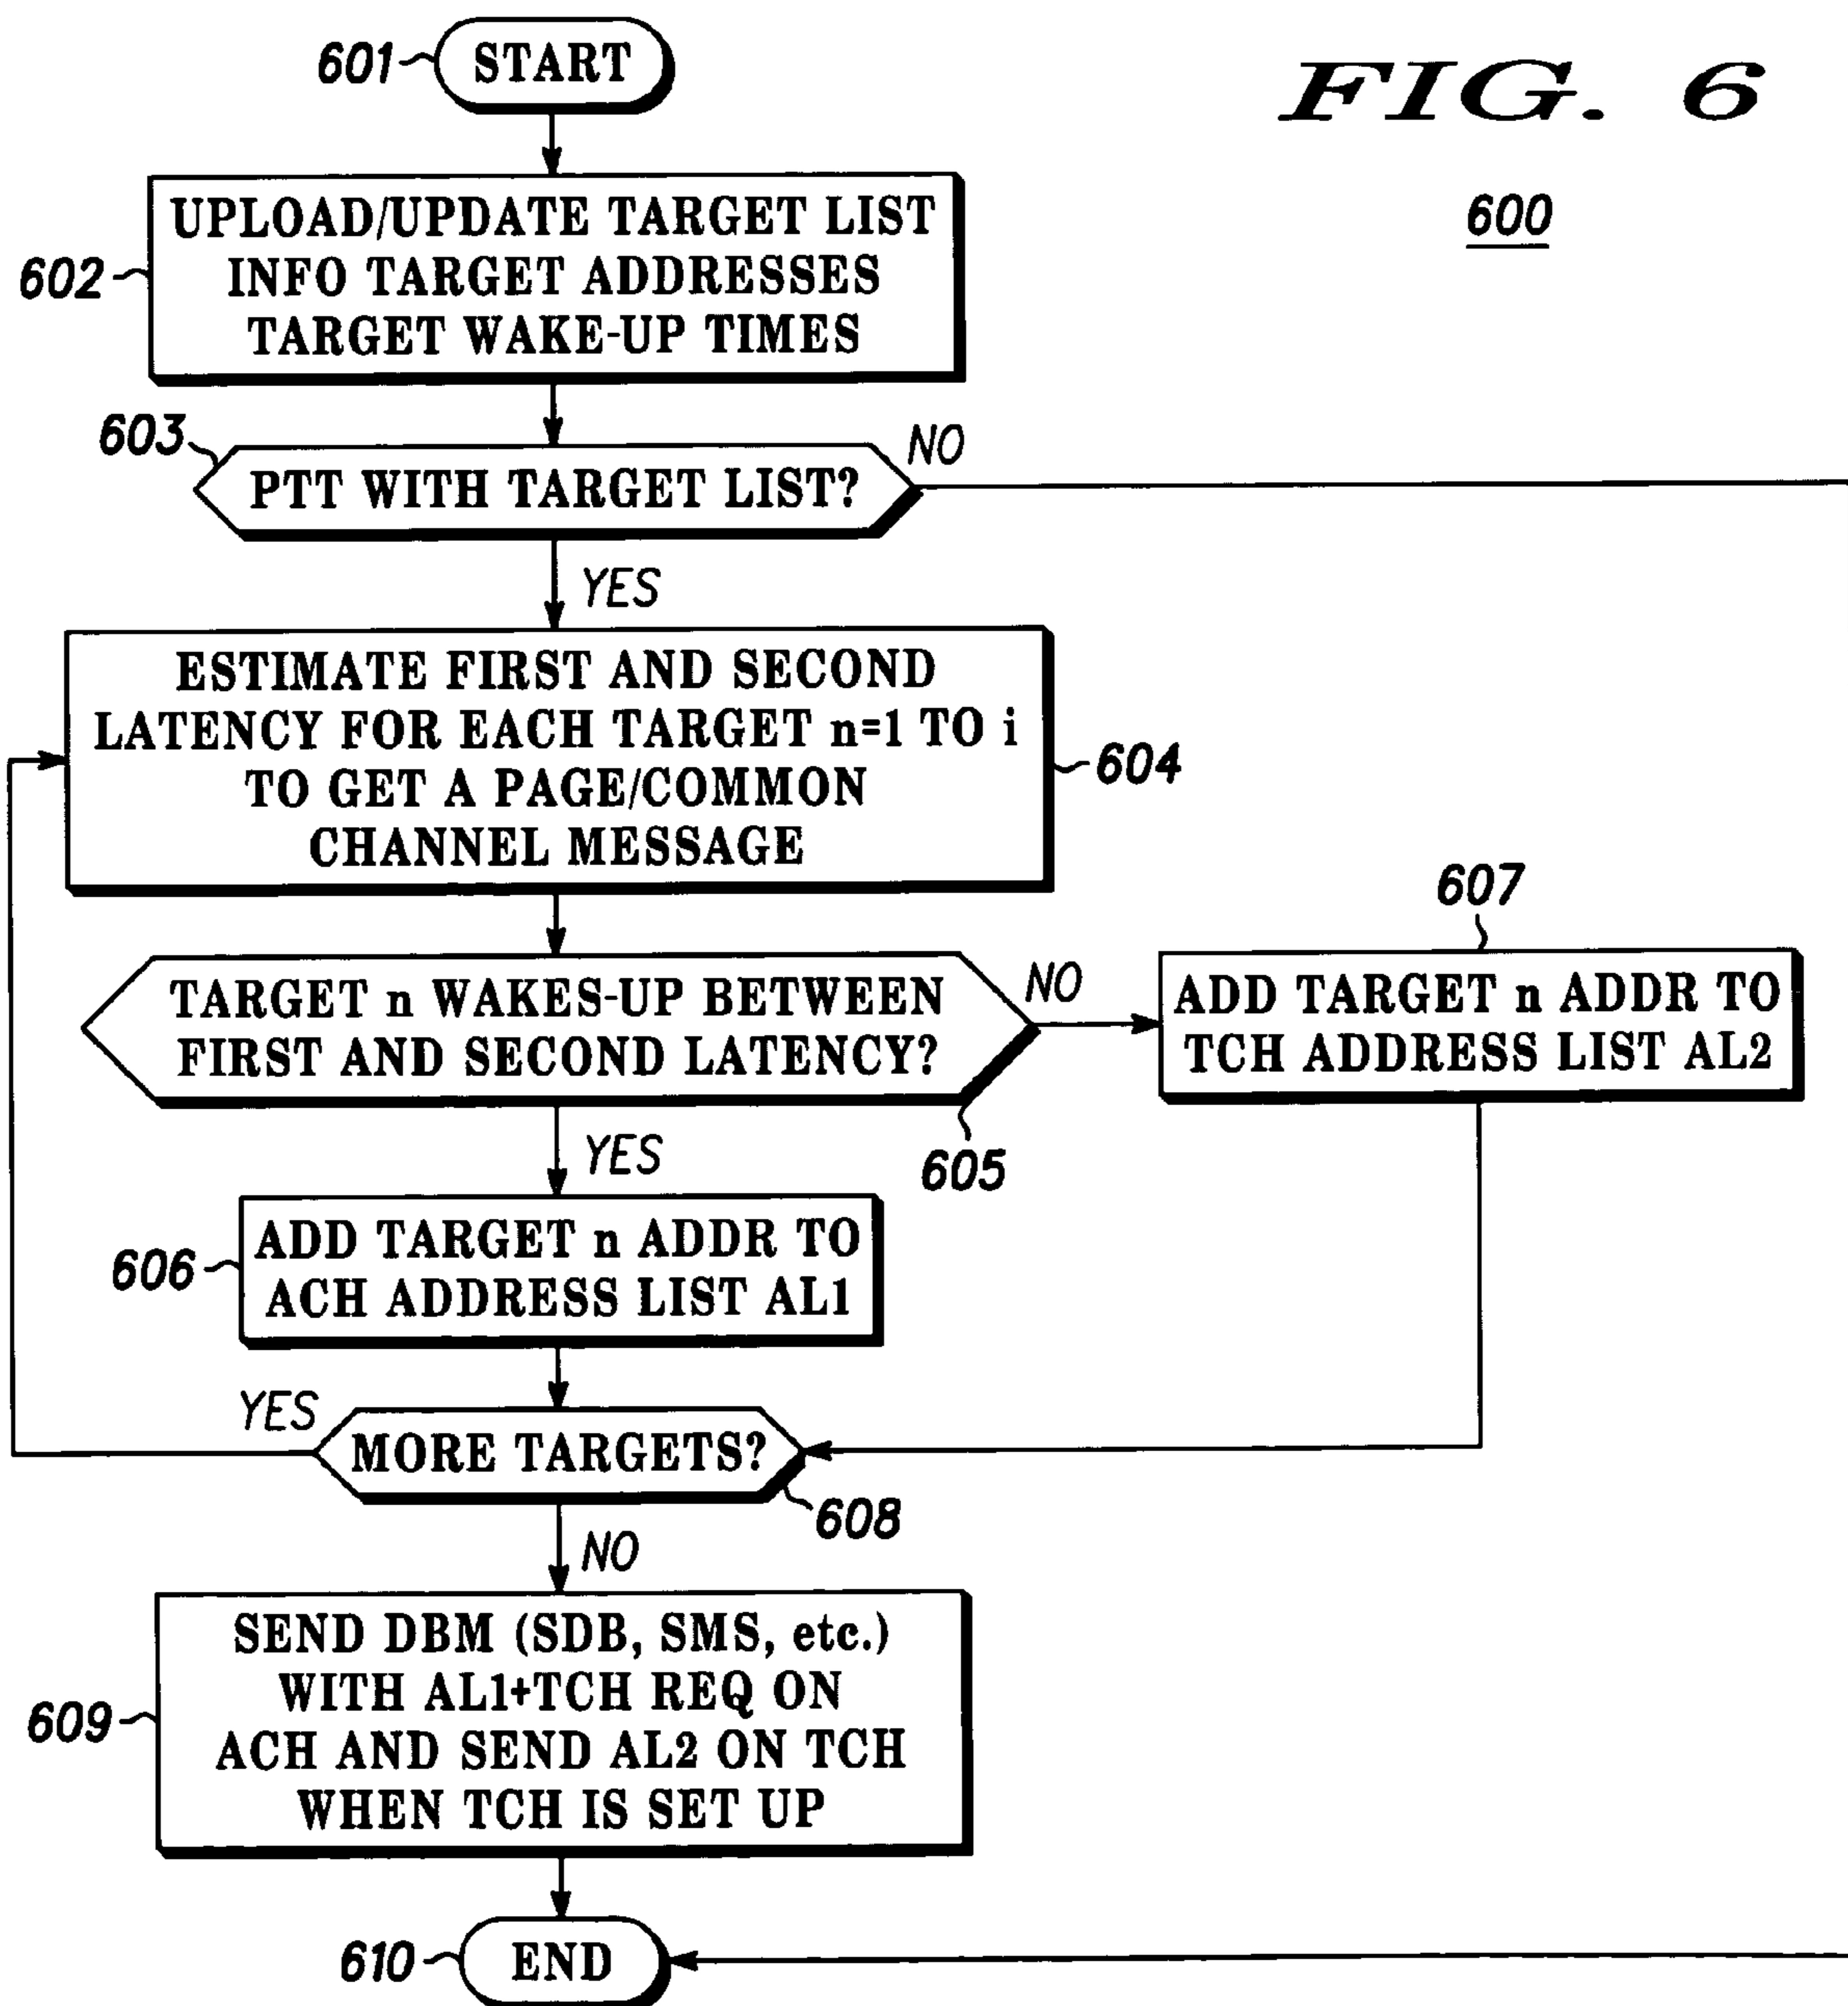 FIG. 6
600
601
START
602
UPLOAD/UPDATE TARGET LIST
INFO TARGET ADDRESSES
TARGET WAKE-UP TIMES
603
PTT WITH TARGET LIST?
NO
YES
ESTIMATE FIRST AND SECOND
LATENCY FOR EACH TARGET n=1 TO i
TO GET A PAGE/COMMON
CHANNEL MESSAGE
604
TARGET n WAKES-UP BETWEEN
FIRST AND SECOND LATENCY?
605
NO
607
ADD TARGET n ADDR TO
TCH ADDRESS LIST AL2
YES
606
ADD TARGET n ADDR TO
ACH ADDRESS LIST AL1
YES
MORE TARGETS?
608
NO
609
SEND DBM (SDB, SMS, etc.)
WITH AL1+TCH REQ ON
ACH AND SEND AL2 ON TCH
WHEN TCH IS SET UP
610
END